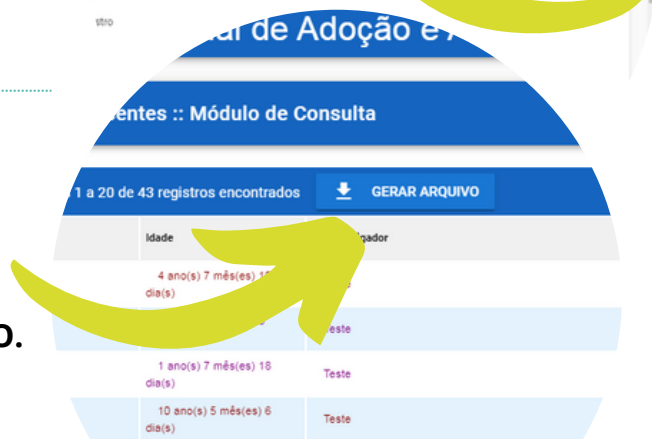 stro
de Adoção e
entes :: Módulo de Consulta
1 a 20 de 43 registros encontrados
GERAR ARQUIVO
Idade
gador
4 ano(s) 7 mês(es)
dia(s)
este
o.
1 ano(s) 7 mês(es) 18
dia(s)
Teste
10 ano(s) 5 mês(es) 6
dia(s)
Teste